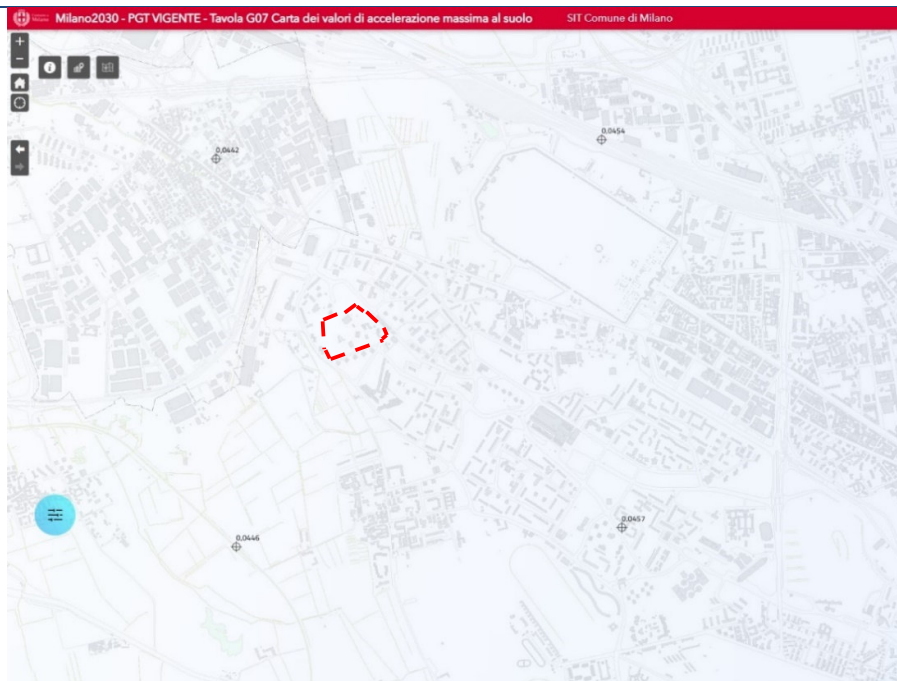 Milano2030 - PGT VIGENTE - Tavola G07 Carta dei valori di accelerazione massima al suolo SIT Comune di Milano
0,0454
0,0442
0,0457
0,0446